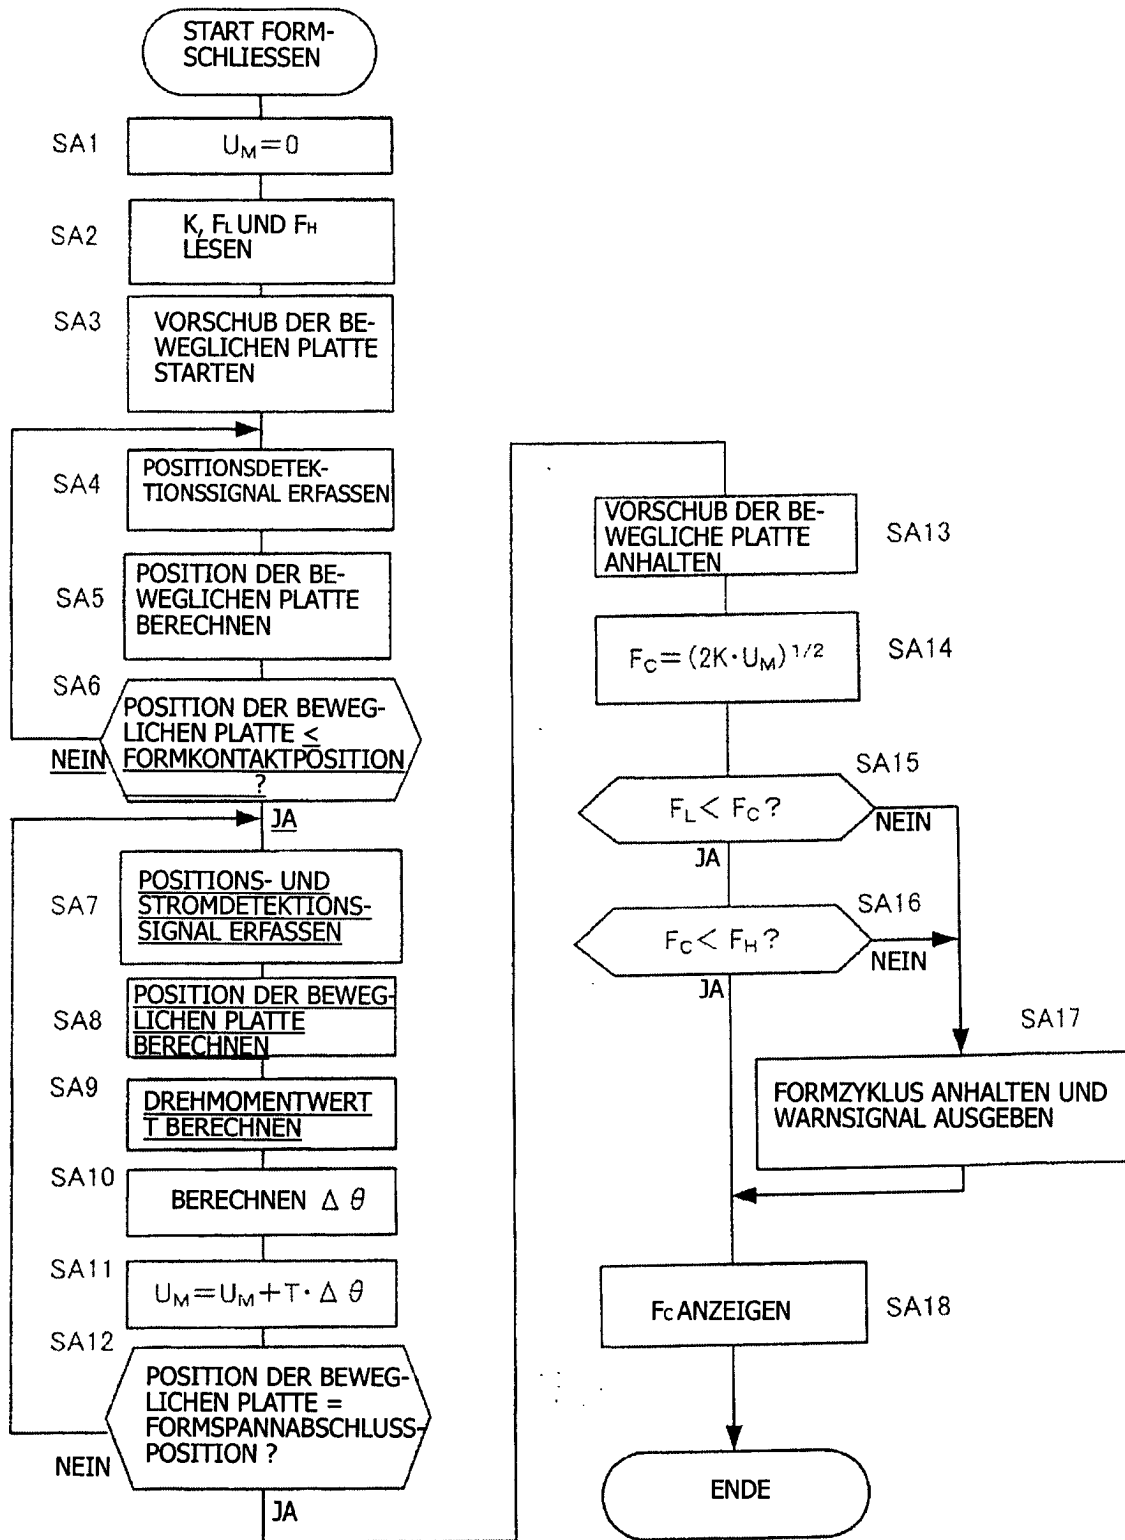 START FORM-
SCHLIESSEN
SA1
U_M=0
SA2
K, F_L UND F_H
LESEN
SA3
VORSCHUB DER BE-
WEGLICHEN PLATTE
STARTEN
SA4
POSITIONSDETEK-
TIONSSIGNAL ERFASSEN
SA5
POSITION DER BE-
WEGLICHEN PLATTE
BERECHNEN
SA6
POSITION DER BEWEG-
LICHEN PLATTE ≤
FORMKONTAKTPOSITION
?
NEIN
JA
SA7
POSITIONS- UND
STROMDETEKTIONS-
SIGNAL ERFASSEN
SA8
POSITION DER BEWEG-
LICHEN PLATTE
BERECHNEN
SA9
DREHMOMENTWERT
T BERECHNEN
SA10
BERECHNEN Δ θ
SA11
U_M=U_M+T· Δ θ
SA12
POSITION DER BEWEG-
LICHEN PLATTE =
FORMSPANNABSCHLUSS-
POSITION ?
NEIN
JA
VORSCHUB DER BE-
WEGLICHE PLATTE
ANHALTEN
SA13
F_C=(2K·U_M)^1/2
SA14
SA15
F_L< F_C?
NEIN
JA
SA16
F_C< F_H?
NEIN
JA
SA17
FORMZYKLUS ANHALTEN UND
WARNSIGNAL AUSGEBEN
F_C ANZEIGEN
SA18
ENDE